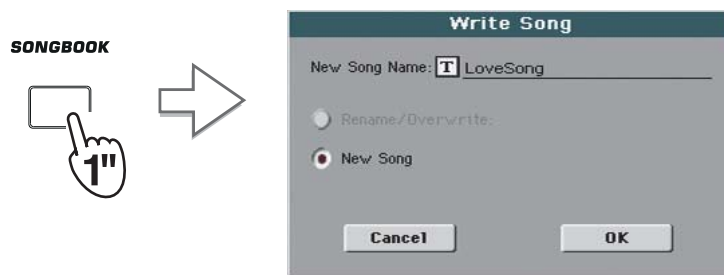 Write Song
SONGBOOK
New Song Name: T LoveSong
Rename/Overwrite:
New Song
1"
Cancel OK